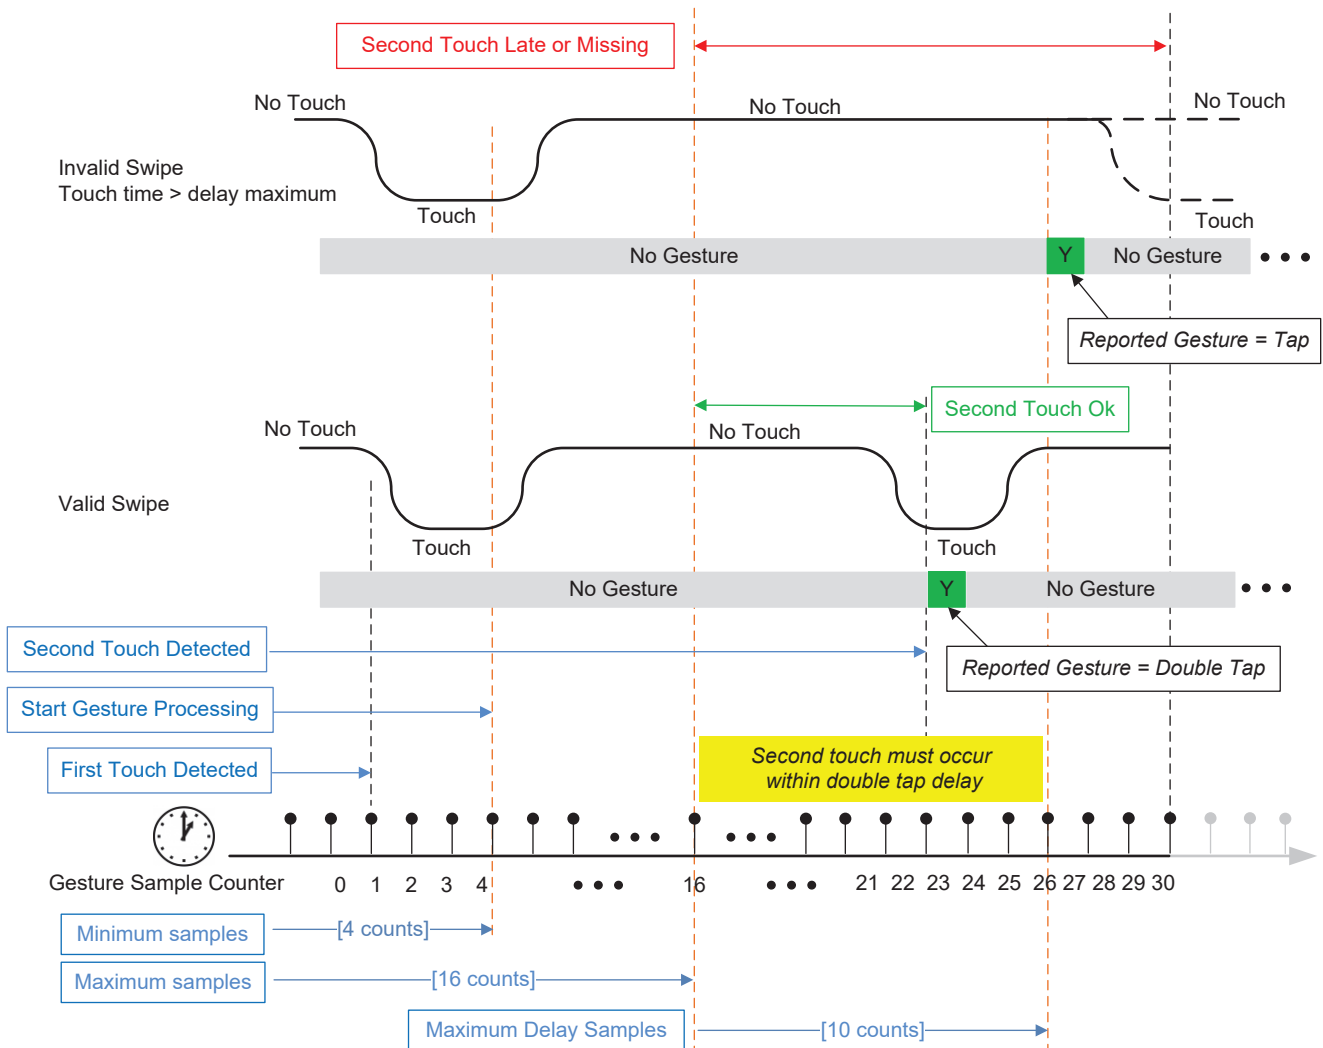 Second Touch Late or Missing
No Touch
No Touch
No Touch
Invalid Swipe
Touch time > delay maximum
Touch
Touch
No Gesture
Y
No Gesture
Reported Gesture = Tap
Second Touch Ok
No Touch
No Touch
Valid Swipe
Touch
Touch
No Gesture
Y
No Gesture
Second Touch Detected
Reported Gesture = Double Tap
Start Gesture Processing
First Touch Detected
Second touch must occur
within double tap delay
Gesture Sample Counter
0 1 2 3 4 ••• 16 ••• 21 22 23 24 25 26 27 28 29 30
Minimum samples
[4 counts]
Maximum samples
[16 counts]
Maximum Delay Samples
[10 counts]